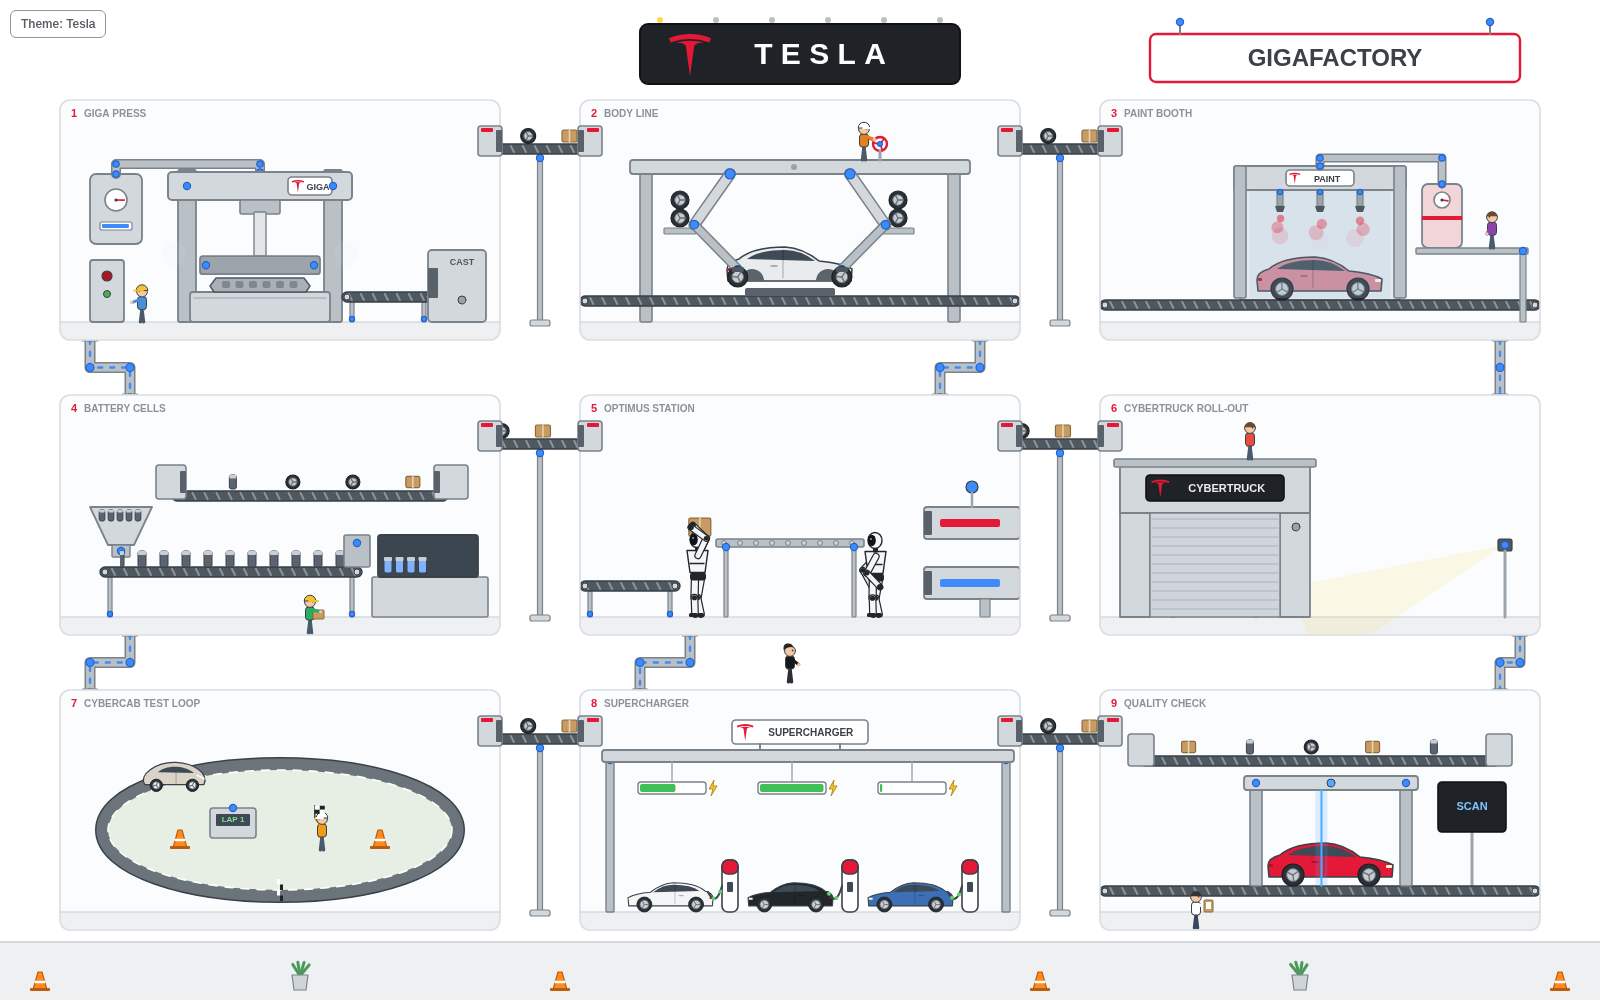 Theme: Tesla
TESLA
GIGAFACTORY
1 GIGA PRESS
GIGA
CAST
2 BODY LINE
3 PAINT BOOTH
PAINT
4 BATTERY CELLS
5 OPTIMUS STATION
6 CYBERTRUCK ROLL-OUT
CYBERTRUCK
7 CYBERCAB TEST LOOP
LAP 1
8 SUPERCHARGER
SUPERCHARGER
9 QUALITY CHECK
SCAN